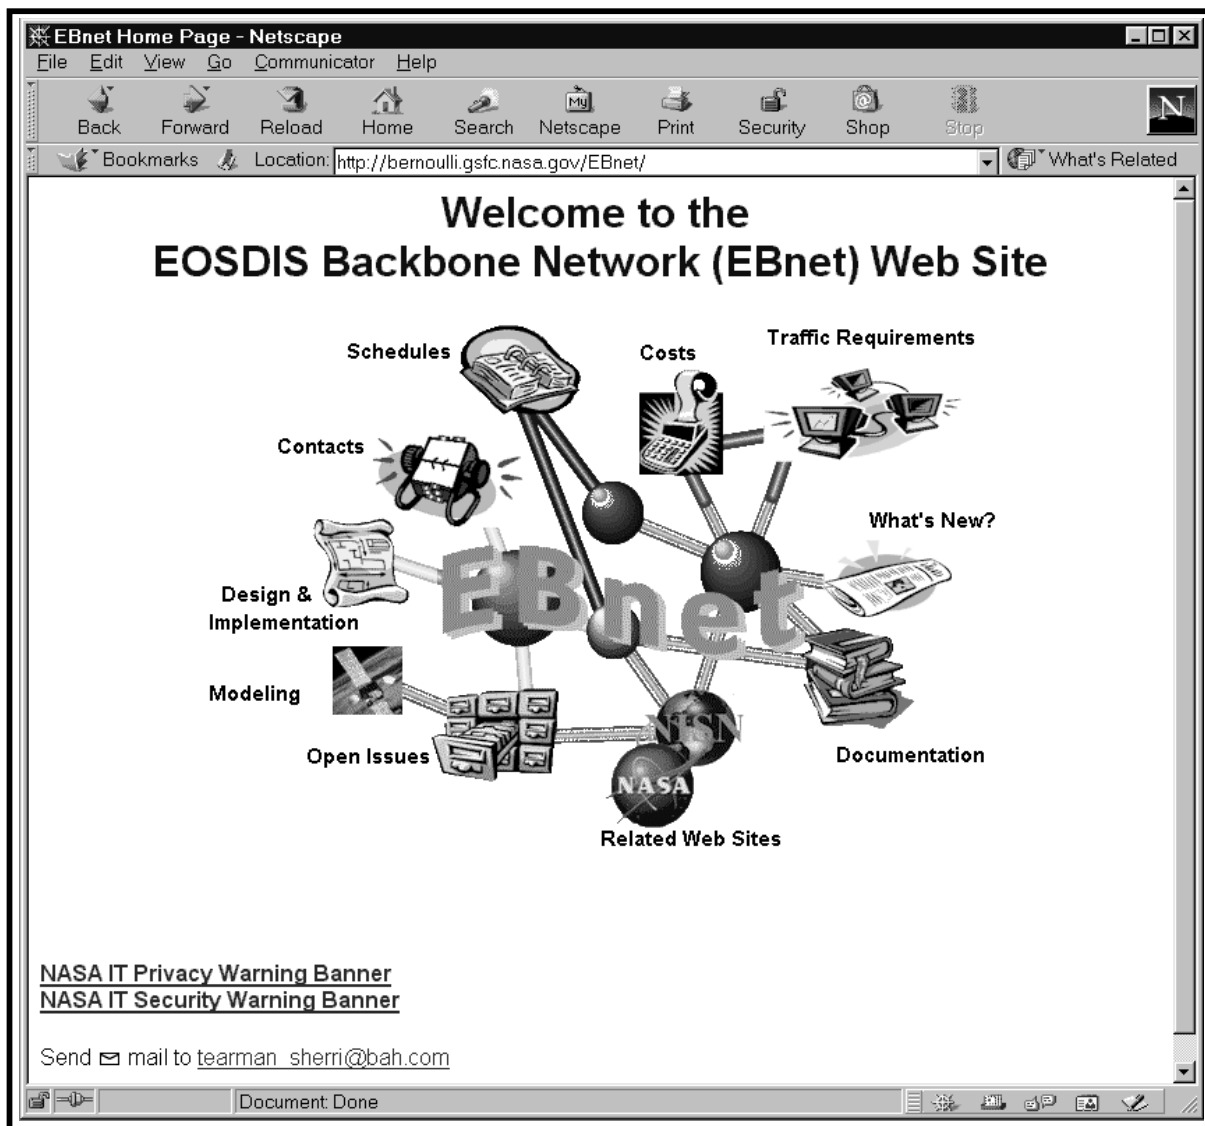 EBnet Home Page - Netscape
File Edit View Go Communicator Help
Back Forward Reload Home Search Netscape Print Security Shop Stop
My
N
Bookmarks Location: http://bernoulli.gsfc.nasa.gov/EBnet/ What's Related
Welcome to the
EOSDIS Backbone Network (EBnet) Web Site
Schedules
Costs
Traffic Requirements
Contacts
What's New?
EBnet
Design &
Implementation
Modeling
Open Issues
NISN
NASA
Documentation
Related Web Sites
NASA IT Privacy Warning Banner
NASA IT Security Warning Banner
Send mail to tearman_sherri@bah.com
Document: Done